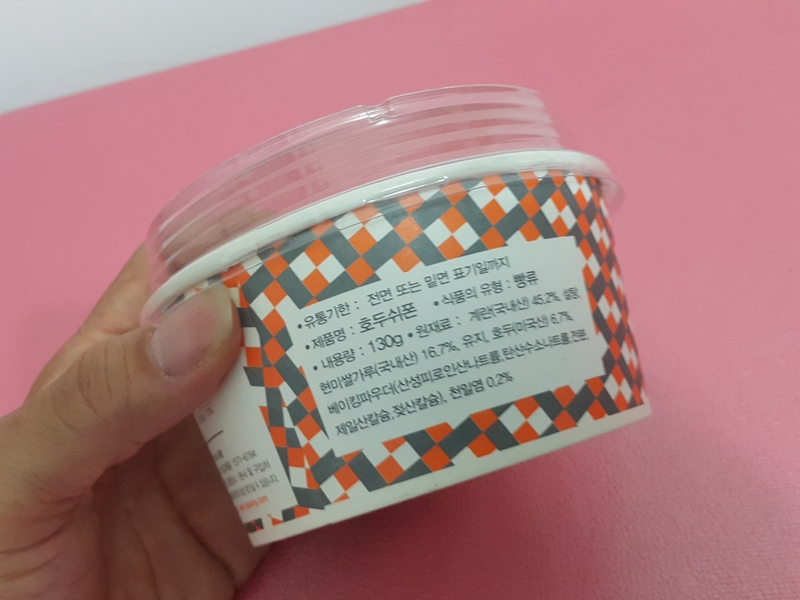 •유통기한 : 전면 또는 밑면 표기일까지
•제품명 : 호두쉬폰 •식품의 유형 : 빵류
•내용량 : 130g •원재료 : 계란(국내산) 45.2%, 설탕,
현미쌀가루(국내산) 16.7%, 유지, 호두(미국산) 6.7%,
베이킹파우더(산성피로인산나트륨,탄산수소나트륨,전분,
제일산칼슘,젖산칼슘), 천일염 0.2%